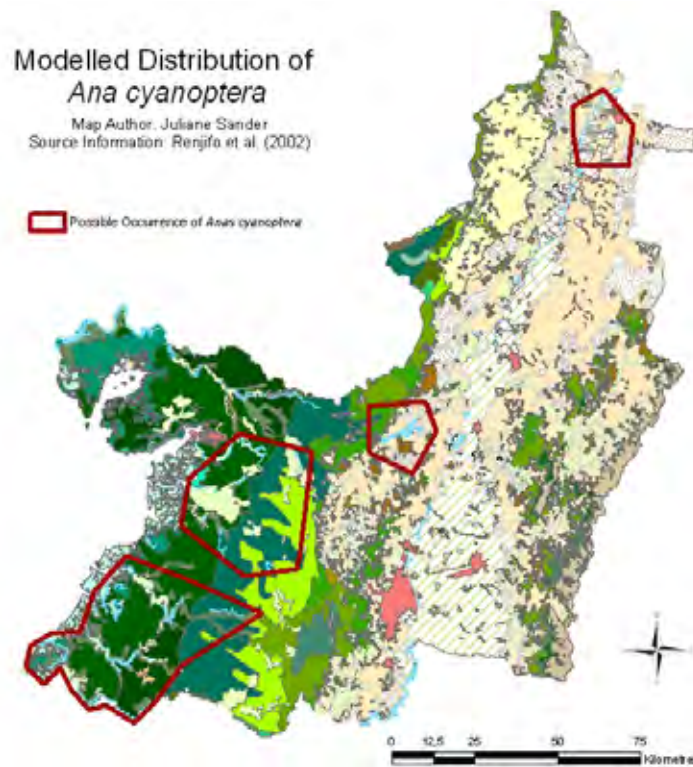 Modelled Distribution of
Ana cyanoptera
Map Author: Juliane Sander
Source Information: Renjifo et al. (2002)
Possible Occurrence of Anas cyanoptera
0 12,5 25 50 75
Kilometre